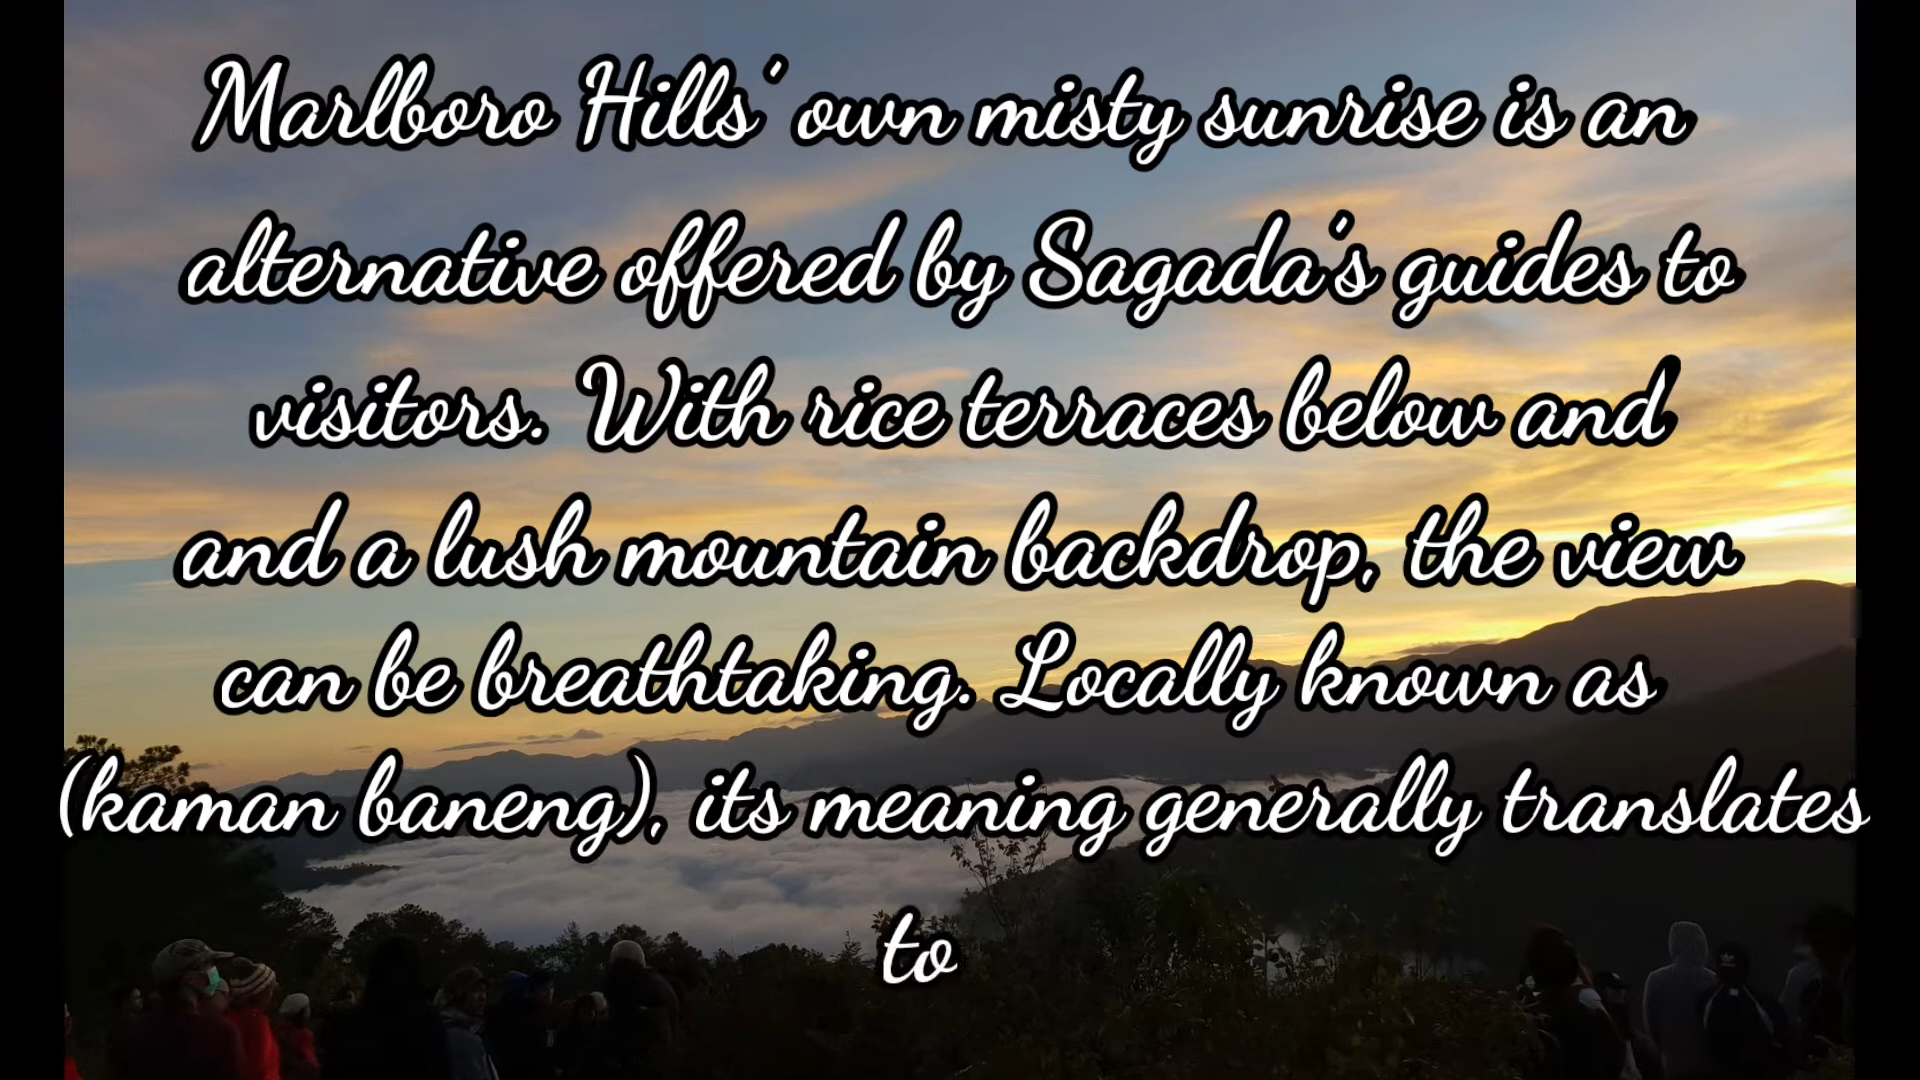 Marlboro Hills’ own misty sunrise is an
alternative offered by Sagada’s guides to
visitors. With rice terraces below and
and a lush mountain backdrop, the view
can be breathtaking. Locally known as
(kaman baneng), its meaning generally translates
to